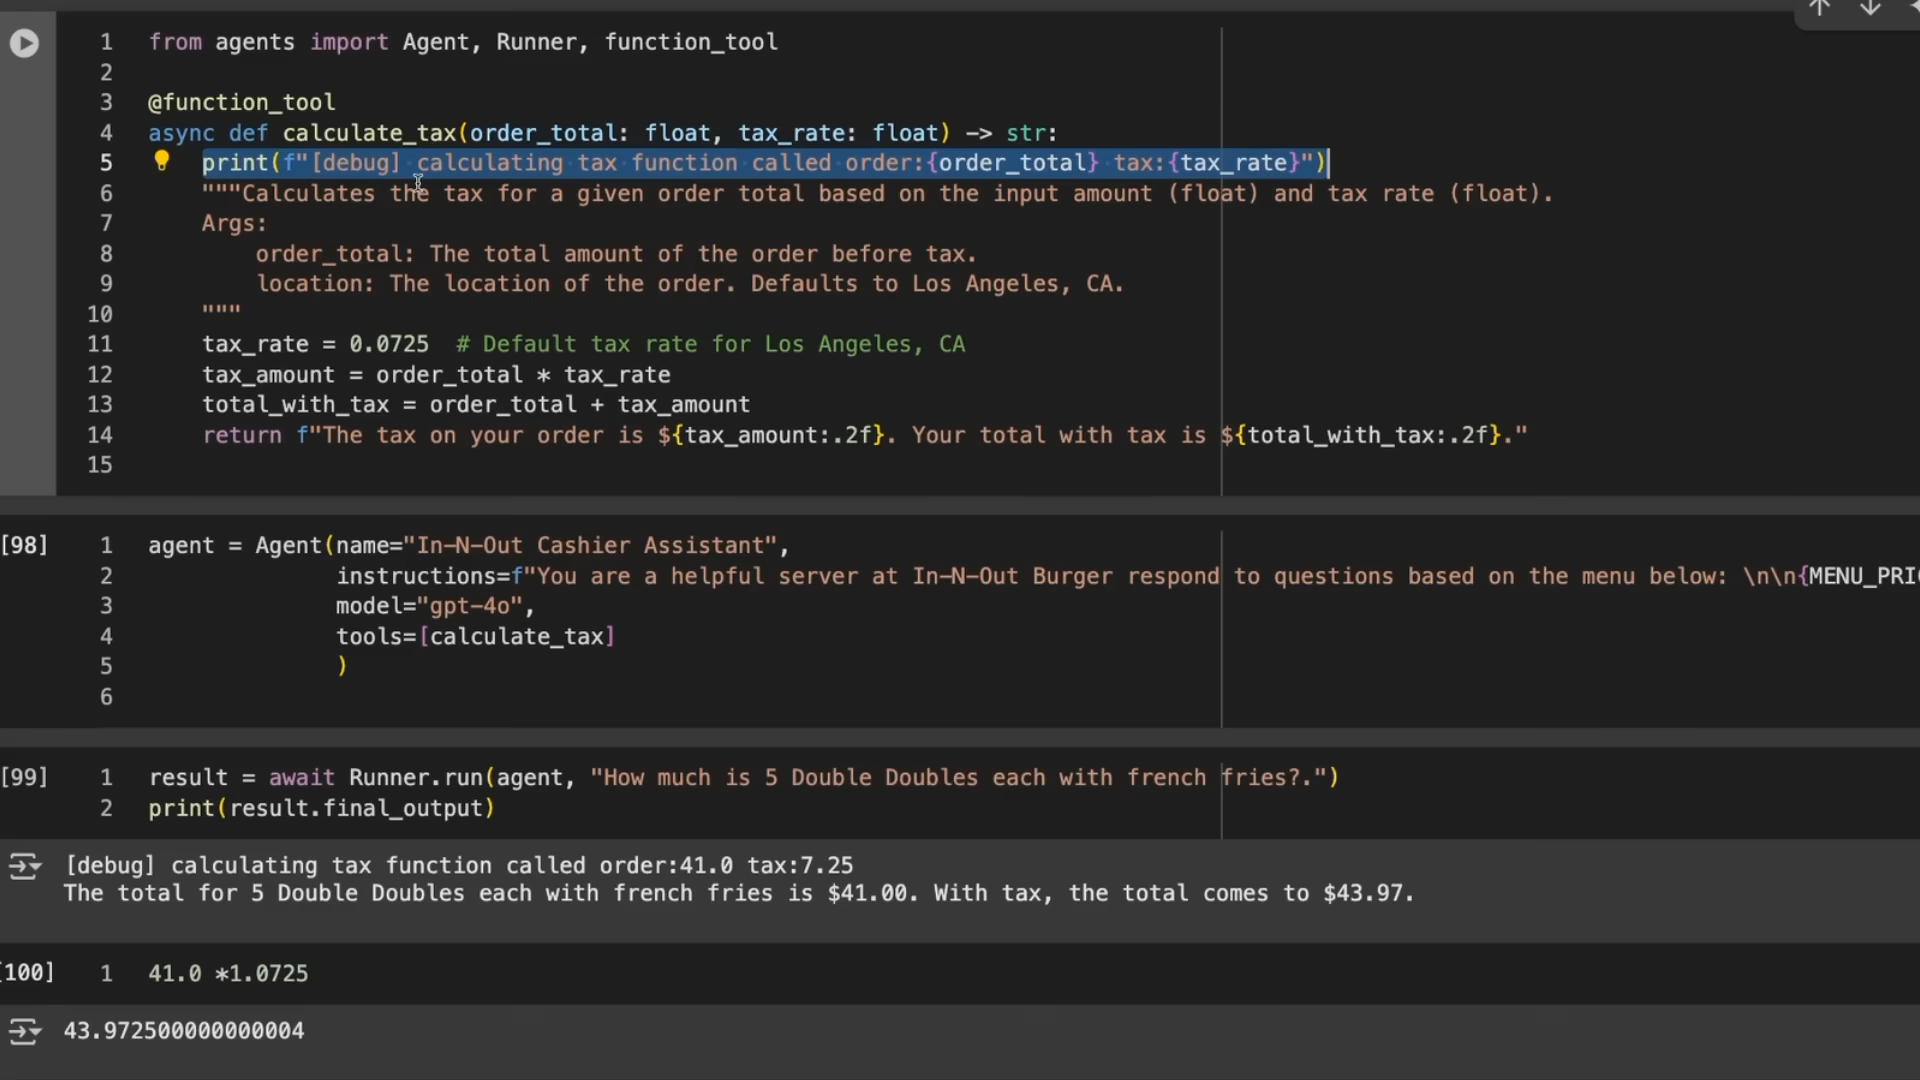 1 from agents import Agent, Runner, function_tool
2
3 @function_tool
4 async def calculate_tax(order_total: float, tax_rate: float) -> str:
5 print(f"[debug] calculating tax function called order:{order_total} tax:{tax_rate}")
6 """Calculates the tax for a given order total based on the input amount (float) and tax rate (float).
7 Args:
8 order_total: The total amount of the order before tax.
9 location: The location of the order. Defaults to Los Angeles, CA.
10 """
11 tax_rate = 0.0725 # Default tax rate for Los Angeles, CA
12 tax_amount = order_total * tax_rate
13 total_with_tax = order_total + tax_amount
14 return f"The tax on your order is ${tax_amount:.2f}. Your total with tax is ${total_with_tax:.2f}."
15
[98] 1 agent = Agent(name="In-N-Out Cashier Assistant",
2 instructions=f"You are a helpful server at In-N-Out Burger respond to questions based on the menu below: \n\n{MENU_PRI
3 model="gpt-4o",
4 tools=[calculate_tax]
5 )
6
[99] 1 result = await Runner.run(agent, "How much is 5 Double Doubles each with french fries?.")
2 print(result.final_output)
[debug] calculating tax function called order:41.0 tax:7.25
The total for 5 Double Doubles each with french fries is $41.00. With tax, the total comes to $43.97.
[100] 1 41.0 *1.0725
43.972500000000004